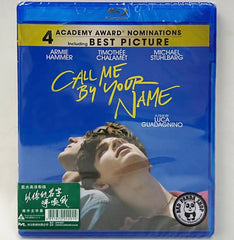 4 ACADEMY AWARD® NOMINATIONS
INCLUDING BEST PICTURE
ARMIE HAMMER
TIMOTHÉE CHALAMET
MICHAEL STUHLBARG
CALL ME
BY YOUR
NAME
A FILM BY
LUCA
GUADAGNINO
以你的名字
呼喚我